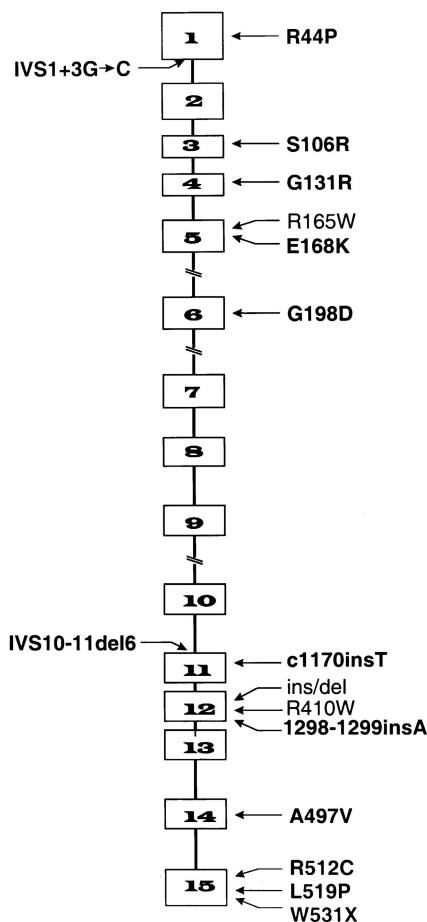 1 R44P
IVS1+3G→C
2
3 S106R
4 G131R
R165W
5
E168K
6 G198D
7
8
9
10
IVS10-11del6
11 c1170insT
ins/del
12 R410W
1298-1299insA
13
14 A497V
R512C
15 L519P
W531X